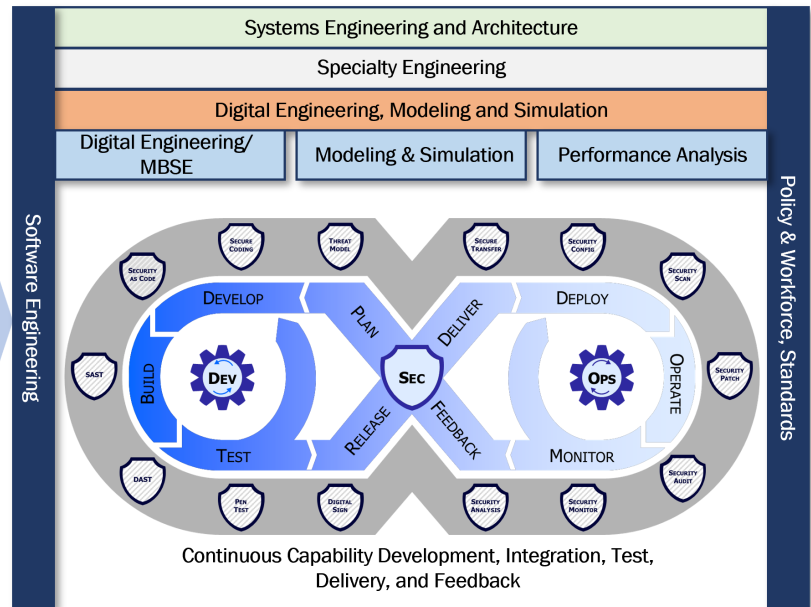 Systems Engineering and Architecture
Specialty Engineering
Digital Engineering, Modeling and Simulation
Digital Engineering/
MBSE
Modeling & Simulation
Performance Analysis
Software Engineering
Policy & Workforce, Standards
SECURE
CODING
THREAT
MODEL
SECURE
TRANSFER
SECURITY
CONFIG
SECURITY
AS CODE
SECURITY
SCAN
DEVELOP
PLAN
DELIVER
DEPLOY
SAST
BUILD
DEV
SEC
OPS
OPERATE
SECURITY
PATCH
TEST
RELEASE
FEEDBACK
MONITOR
DAST
SECURITY
AUDIT
PEN
TEST
DIGITAL
SIGN
SECURITY
ANALYSIS
SECURITY
MONITOR
Continuous Capability Development, Integration, Test,
Delivery, and Feedback